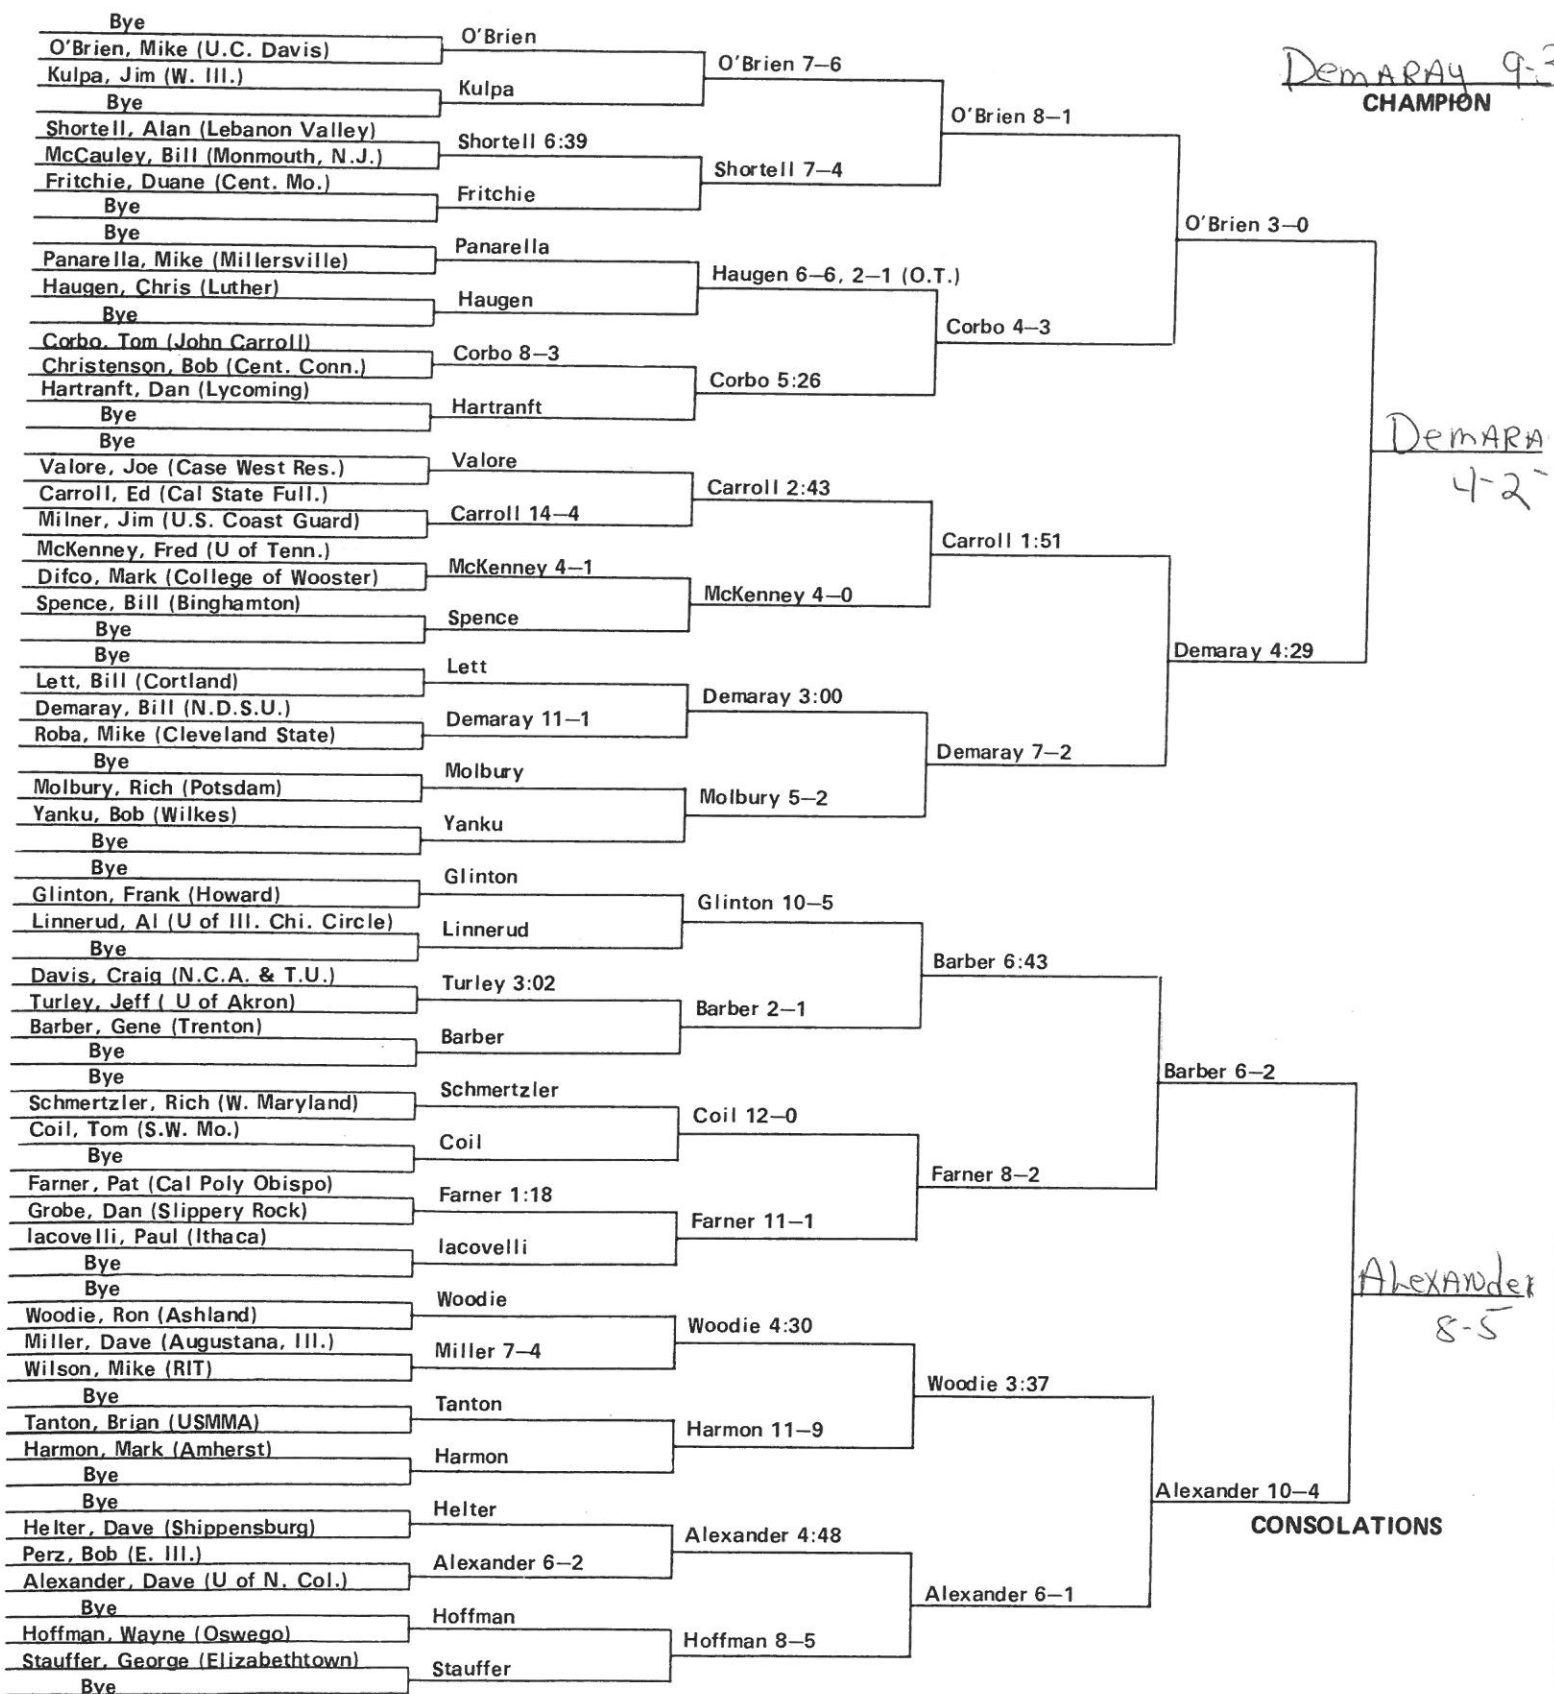 Bye
O'Brien, Mike (U.C. Davis)
Kulpa, Jim (W. Ill.)
Bye
Shortell, Alan (Lebanon Valley)
McCauley, Bill (Monmouth, N.J.)
Fritchie, Duane (Cent. Mo.)
Bye
Bye
Panarella, Mike (Millersville)
Haugen, Chris (Luther)
Bye
Corbo, Tom (John Carroll)
Christenson, Bob (Cent. Conn.)
Hartranft, Dan (Lycoming)
Bye
Bye
Valore, Joe (Case West Res.)
Carroll, Ed (Cal State Full.)
Milner, Jim (U.S. Coast Guard)
McKenney, Fred (U of Tenn.)
Difco, Mark (College of Wooster)
Spence, Bill (Binghamton)
Bye
Bye
Lett, Bill (Cortland)
Demaray, Bill (N.D.S.U.)
Roba, Mike (Cleveland State)
Bye
Molbury, Rich (Potsdam)
Yanku, Bob (Wilkes)
Bye
Bye
Glinton, Frank (Howard)
Linnerud, Al (U of Ill. Chi. Circle)
Bye
Davis, Craig (N.C.A. & T.U.)
Turley, Jeff ( U of Akron)
Barber, Gene (Trenton)
Bye
Bye
Schmertzler, Rich (W. Maryland)
Coil, Tom (S.W. Mo.)
Bye
Farner, Pat (Cal Poly Obispo)
Grobe, Dan (Slippery Rock)
Iacovelli, Paul (Ithaca)
Bye
Bye
Woodie, Ron (Ashland)
Miller, Dave (Augustana, Ill.)
Wilson, Mike (RIT)
Bye
Tanton, Brian (USMMA)
Harmon, Mark (Amherst)
Bye
Bye
Helter, Dave (Shippensburg)
Perz, Bob (E. Ill.)
Alexander, Dave (U of N. Col.)
Bye
Hoffman, Wayne (Oswego)
Stauffer, George (Elizabethtown)
Bye
O'Brien
Kulpa
Shortell 6:39
Fritchie
Panarella
Haugen
Corbo 8–3
Hartranft
Valore
Carroll 14–4
McKenney 4–1
Spence
Lett
Demaray 11–1
Molbury
Yanku
Glinton
Linnerud
Turley 3:02
Barber
Schmertzler
Coil
Farner 1:18
Iacovelli
Woodie
Miller 7–4
Tanton
Harmon
Helter
Alexander 6–2
Hoffman
Stauffer
O'Brien 7–6
Shortell 7–4
Haugen 6–6, 2–1 (O.T.)
Corbo 5:26
Carroll 2:43
McKenney 4–0
Demaray 3:00
Molbury 5–2
Glinton 10–5
Barber 2–1
Coil 12–0
Farner 11–1
Woodie 4:30
Harmon 11–9
Alexander 4:48
Hoffman 8–5
O'Brien 8–1
Corbo 4–3
Carroll 1:51
Demaray 7–2
Barber 6:43
Farner 8–2
Woodie 3:37
Alexander 6–1
O'Brien 3–0
Demaray 4:29
Barber 6–2
Alexander 10–4
DemARA
4-2
ALexANder
8-5
DemARAy 9-3
CHAMPION
CONSOLATIONS